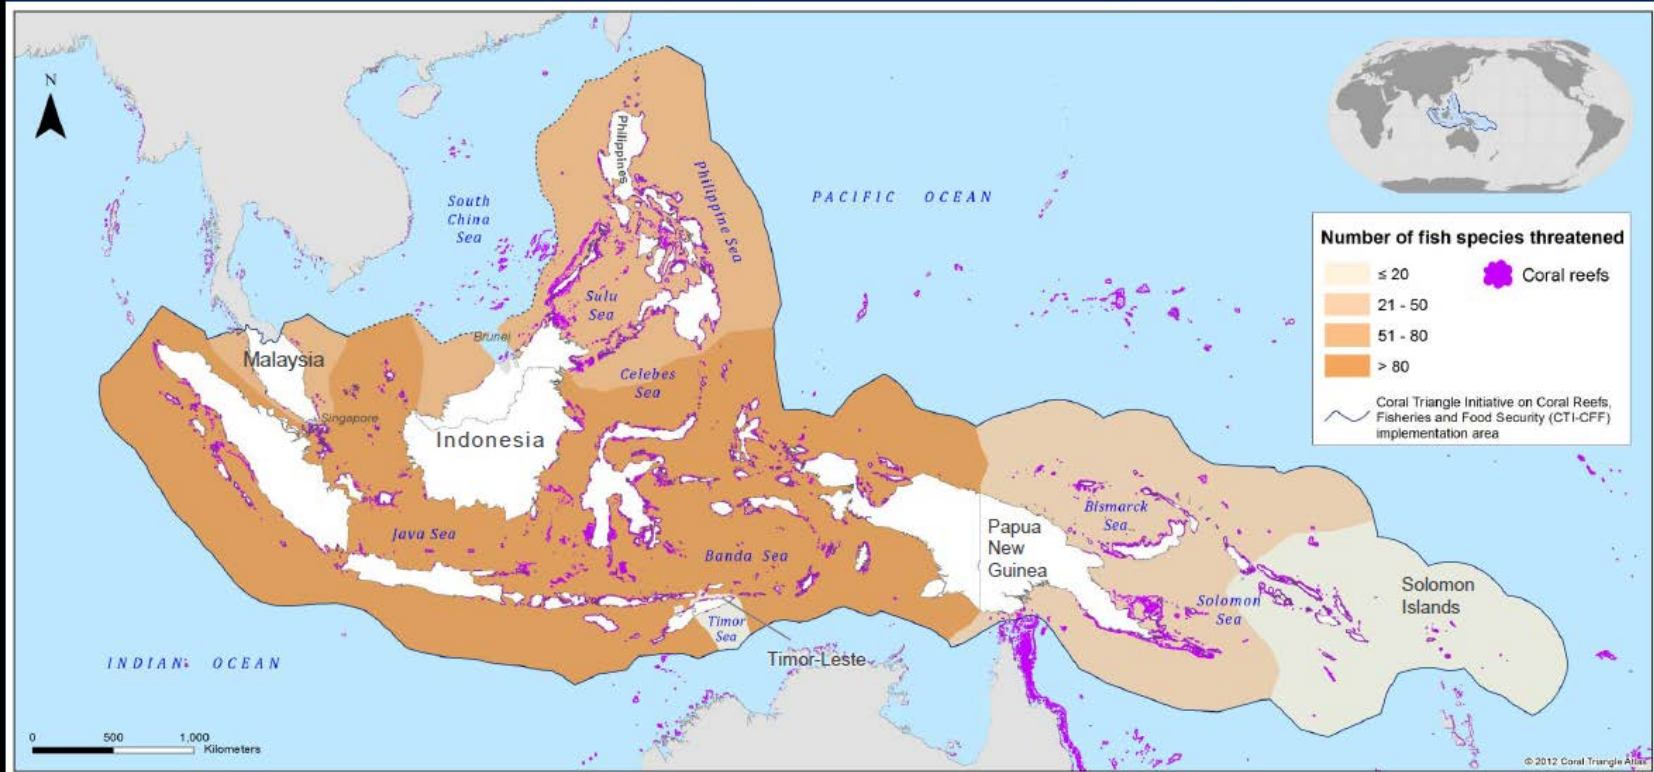 N
Philippines
Philippine Sea
South
China
Sea
PACIFIC OCEAN
Sulu
Sea
Brunei
Malaysia
Celebes
Sea
Singapore
Indonesia
Java Sea
Banda Sea
Bismarck
Sea
Papua
New
Guinea
Solomon
Sea
Solomon
Islands
Timor
Sea
Timor-Leste
INDIAN OCEAN
Number of fish species threatened
≤ 20
Coral reefs
21 - 50
51 - 80
> 80
Coral Triangle Initiative on Coral Reefs,
Fisheries and Food Security (CTI-CFF)
implementation area
0 500 1,000
Kilometers
© 2012 Coral Triangle Atlas